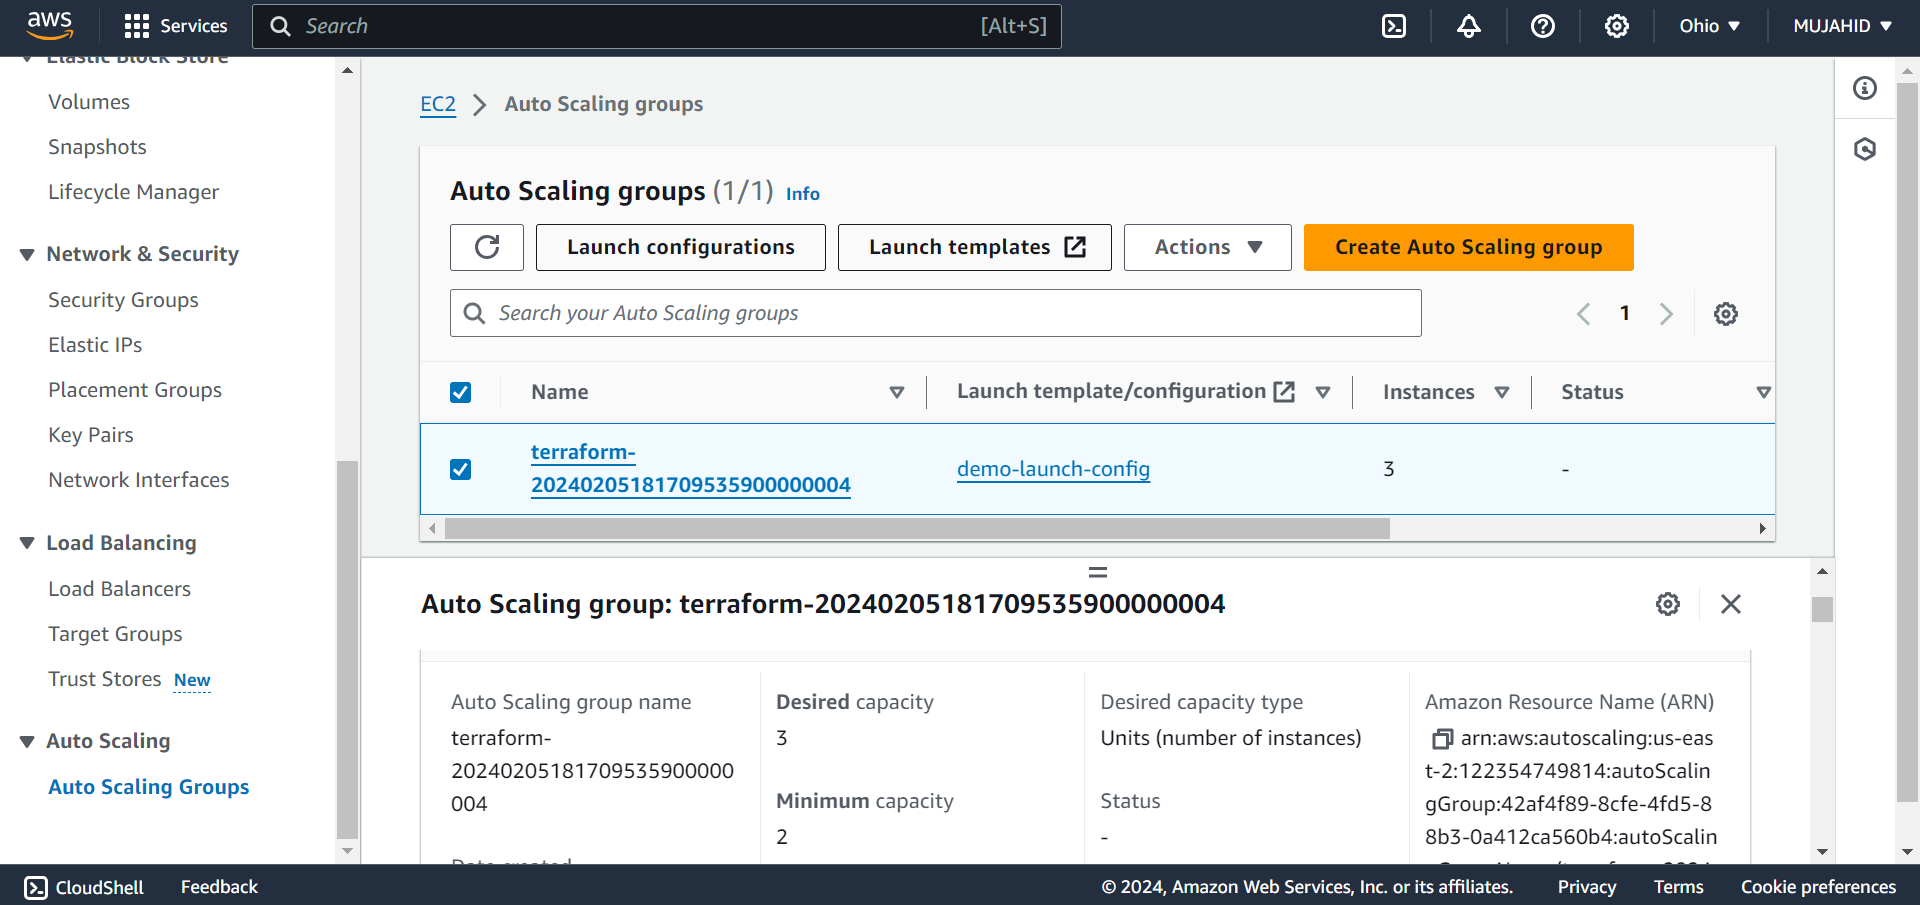 aws
Services
Search [Alt+S]
Ohio
MUJAHID
Elastic Block Store
Volumes
Snapshots
Lifecycle Manager
Network & Security
Security Groups
Elastic IPs
Placement Groups
Key Pairs
Network Interfaces
Load Balancing
Load Balancers
Target Groups
Trust Stores New
Auto Scaling
Auto Scaling Groups
EC2 Auto Scaling groups
Auto Scaling groups (1/1) Info
Launch configurations
Launch templates
Actions
Create Auto Scaling group
Search your Auto Scaling groups
1
Name Launch template/configuration Instances Status
terraform-
20240205181709535900000004
demo-launch-config
3
-
Auto Scaling group: terraform-20240205181709535900000004
Auto Scaling group name
terraform-
20240205181709535900000
004
Date created
Desired capacity
3
Minimum capacity
2
Desired capacity type
Units (number of instances)
Status
-
Amazon Resource Name (ARN)
arn:aws:autoscaling:us-eas
t-2:122354749814:autoScalin
gGroup:42af4f89-8cfe-4fd5-8
8b3-0a412ca560b4:autoScalin
CloudShell
Feedback
© 2024, Amazon Web Services, Inc. or its affiliates.
Privacy
Terms
Cookie preferences